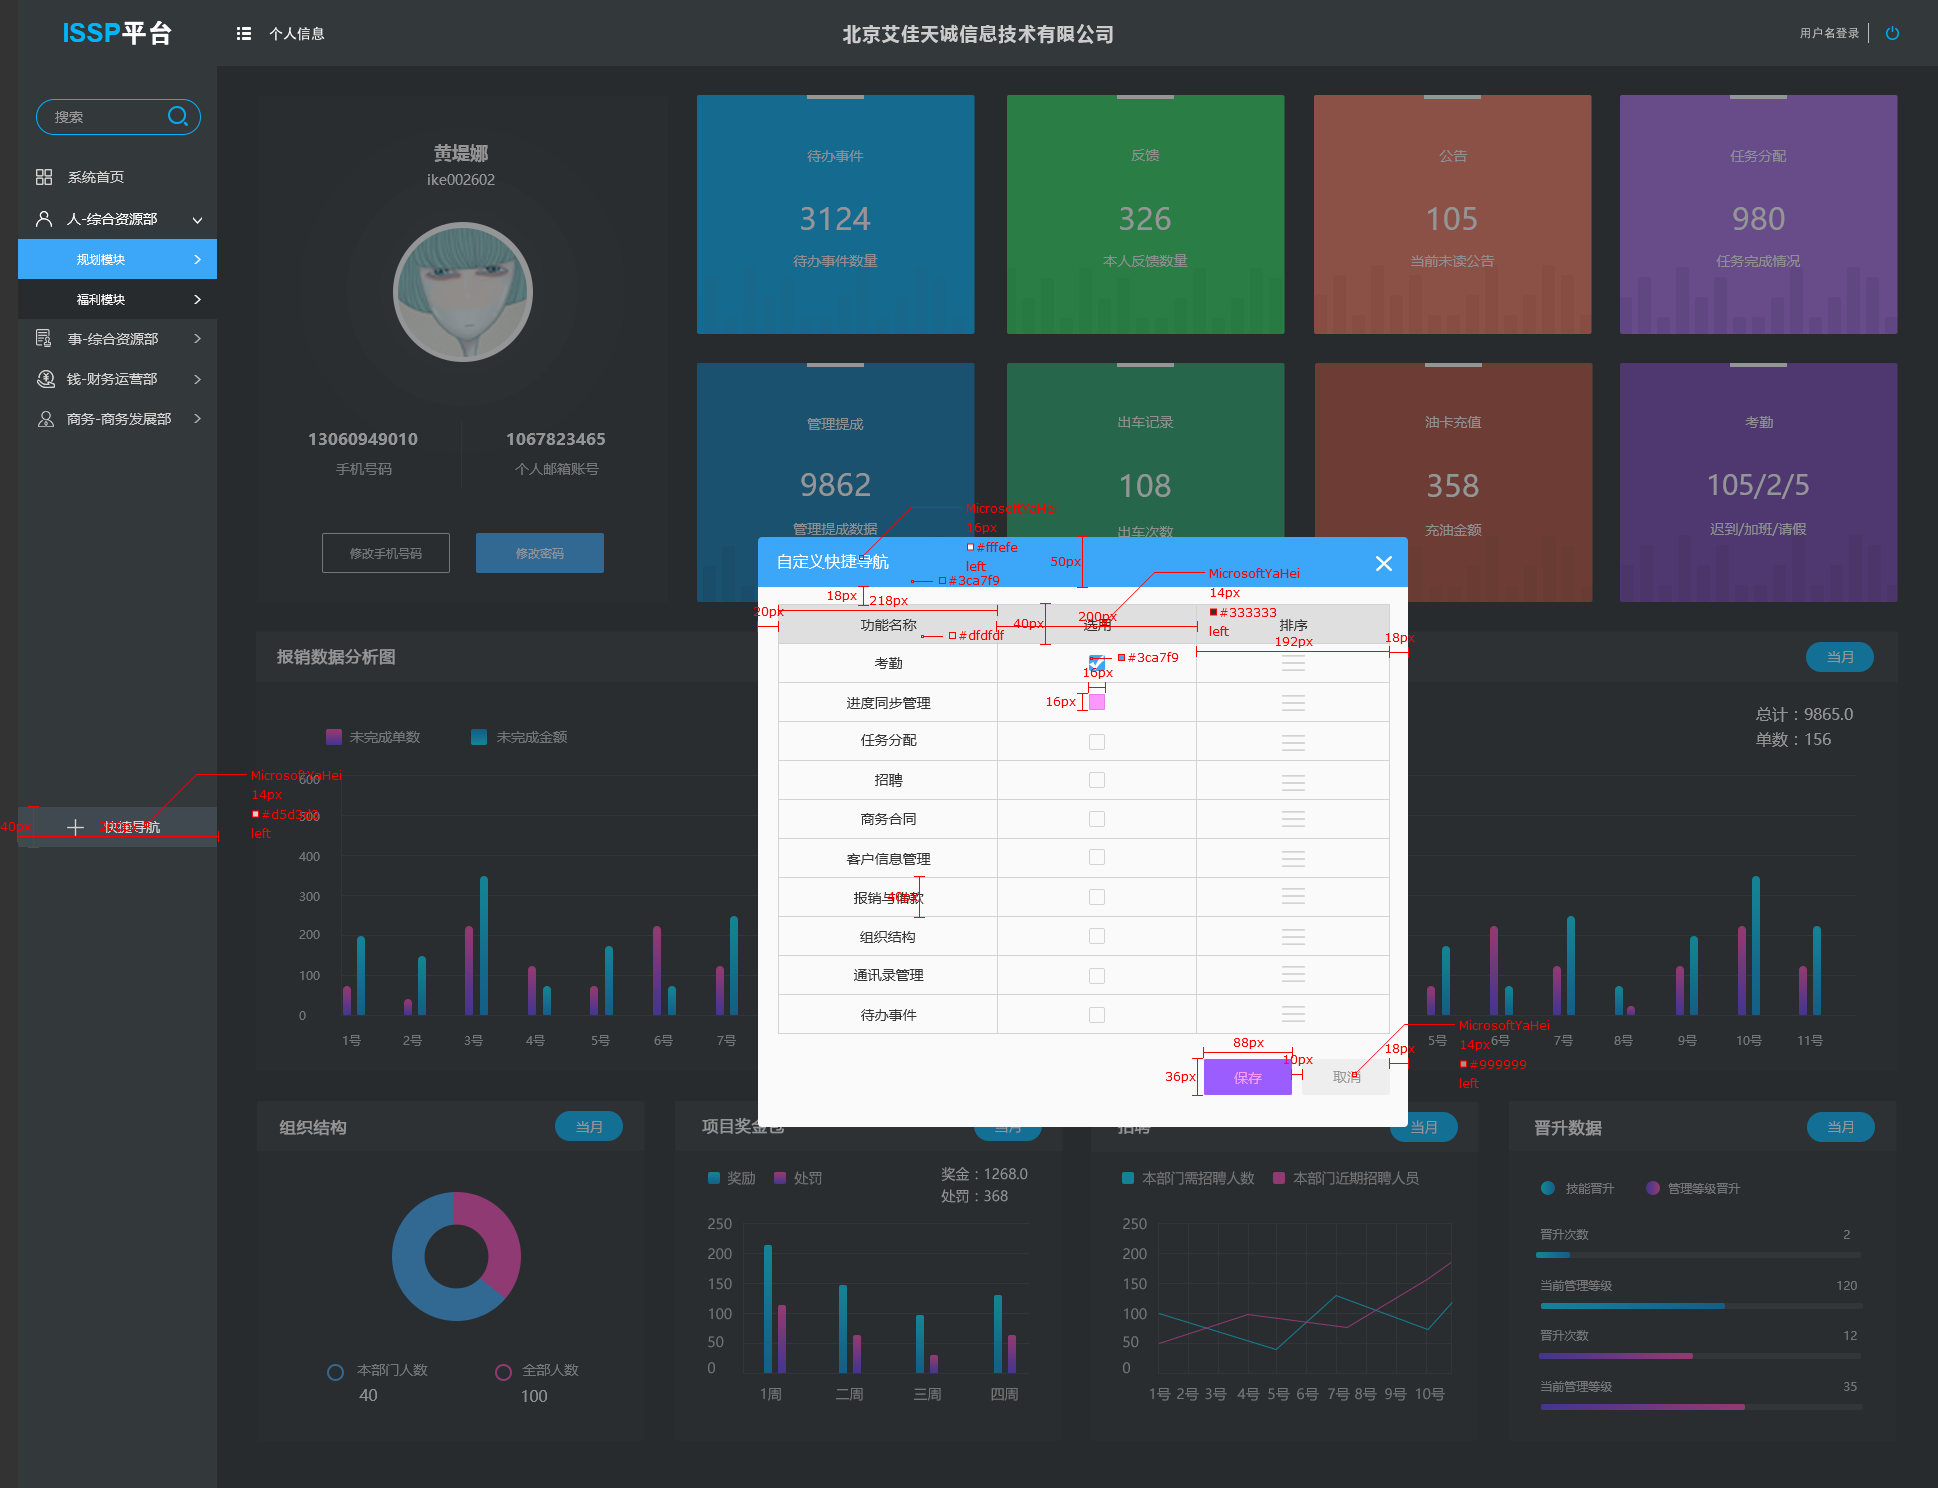 ISSP平台
个人信息
北京艾佳天诚信息技术有限公司
用户名登录
搜索
系统首页
人-综合资源部
规划模块
福利模块
事-综合资源部
钱-财务运营部
商务-商务发展部
快捷导航
40px
MicrosoftYaHei
14px
left
黄堤娜
ike002602
13060949010
手机号码
1067823465
个人邮箱账号
修改手机号码
修改密码
待办事件
3124
待办事件数量
反馈
326
本人反馈数量
公告
105
当前未读公告
任务分配
980
任务完成情况
管理提成
9862
管理提成数据
出车记录
108
出车次数
油卡充值
358
充油金额
考勤
105/2/5
迟到/加班/请假
MicrosoftYaHei
16px
#fffefe
left
#3ca7f9
50px
自定义快捷导航
MicrosoftYaHei
14px
#333333
left
18px
218px
20px
40px
200px
#dfdfdf
192px
18px
功能名称
选用
排序
考勤
#3ca7f9
16px
进度同步管理
16px
任务分配
招聘
商务合同
客户信息管理
报销与借款
40px
组织结构
通讯录管理
待办事件
88px
10px
18px
36px
保存
取消
MicrosoftYaHei
14px
#999999
left
报销数据分析图
当月
未完成单数
未完成金额
总计：9865.0
单数：156
600
500
400
300
200
100
0
1号 2号 3号 4号 5号 6号 7号
5号 6号 7号 8号 9号 10号 11号
组织结构
当月
本部门人数
40
全部人数
100
项目奖金包
当月
奖励
处罚
奖金：1268.0
处罚：368
250
200
150
100
50
0
1周 二周 三周 四周
招聘
当月
本部门需招聘人数
本部门近期招聘人员
250
200
150
100
50
0
1号 2号 3号 4号 5号 6号 7号 8号 9号 10号
晋升数据
当月
技能晋升
管理等级晋升
晋升次数
2
当前管理等级
120
晋升次数
12
当前管理等级
35